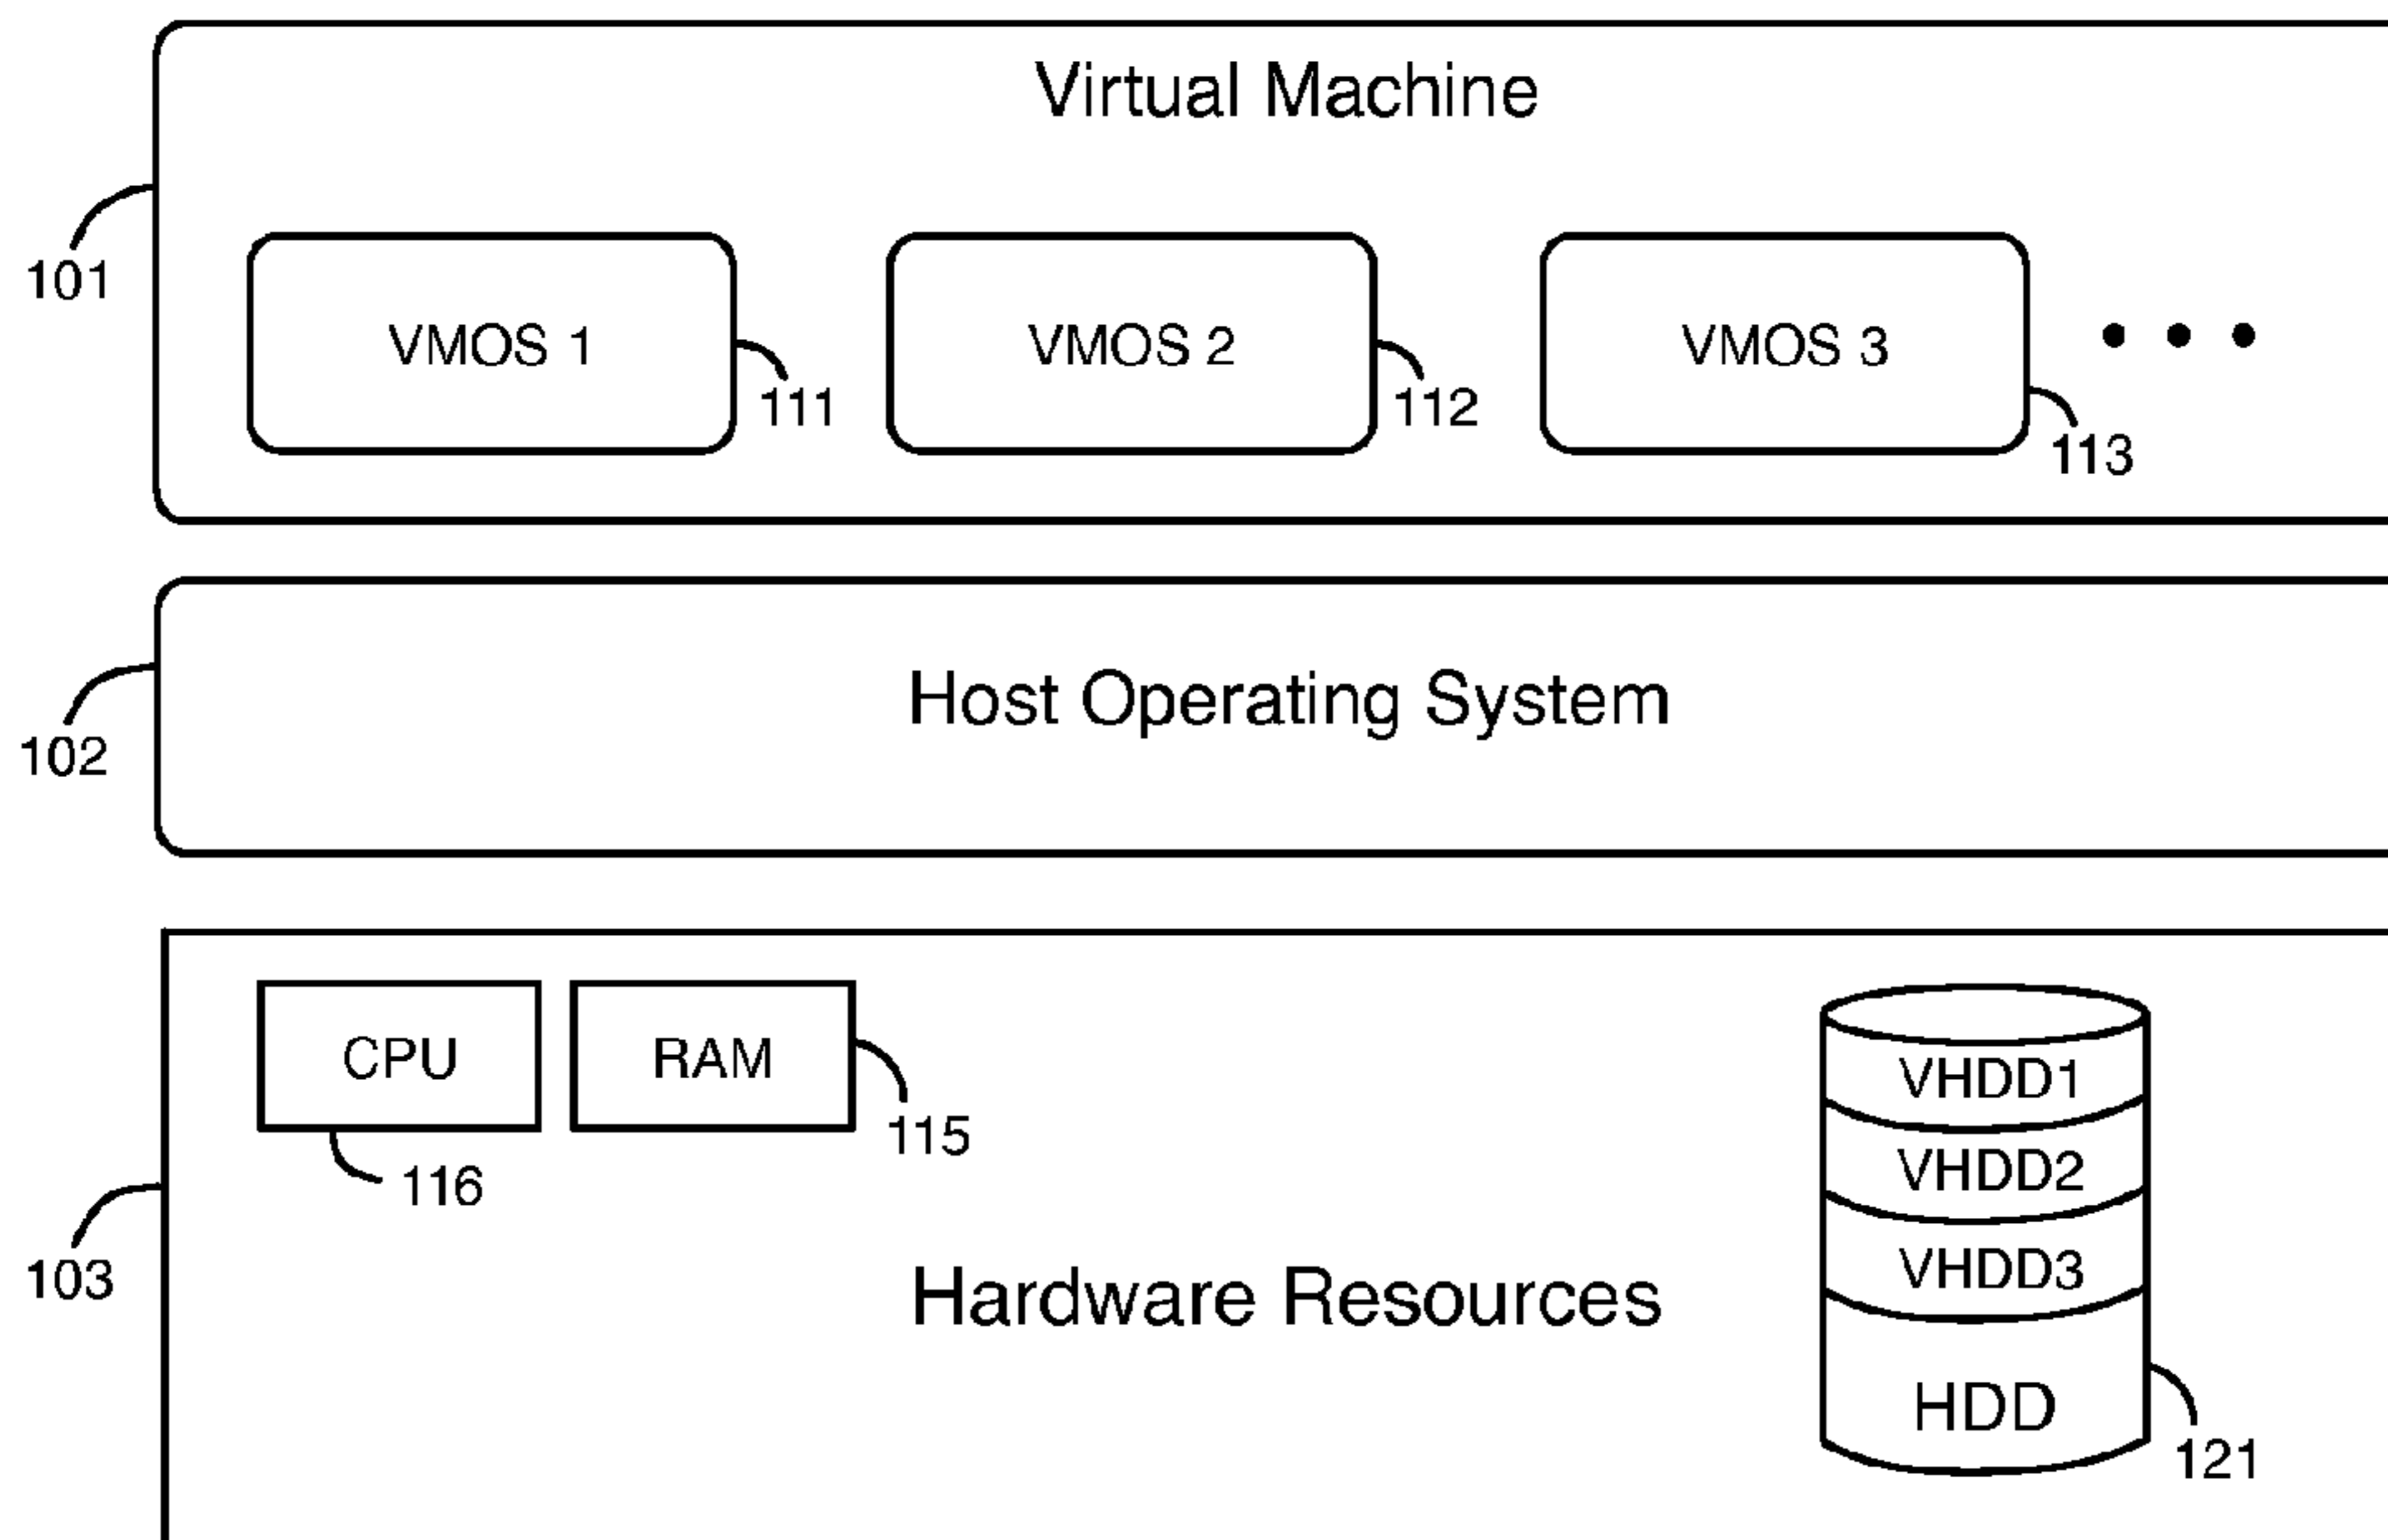 Virtual Machine
101
VMOS 1
VMOS 2
VMOS 3
111
112
113
Host Operating System
102
CPU
RAM
VHDD1
115
116
VHDD2
103
VHDD3
Hardware Resources
HDD
121